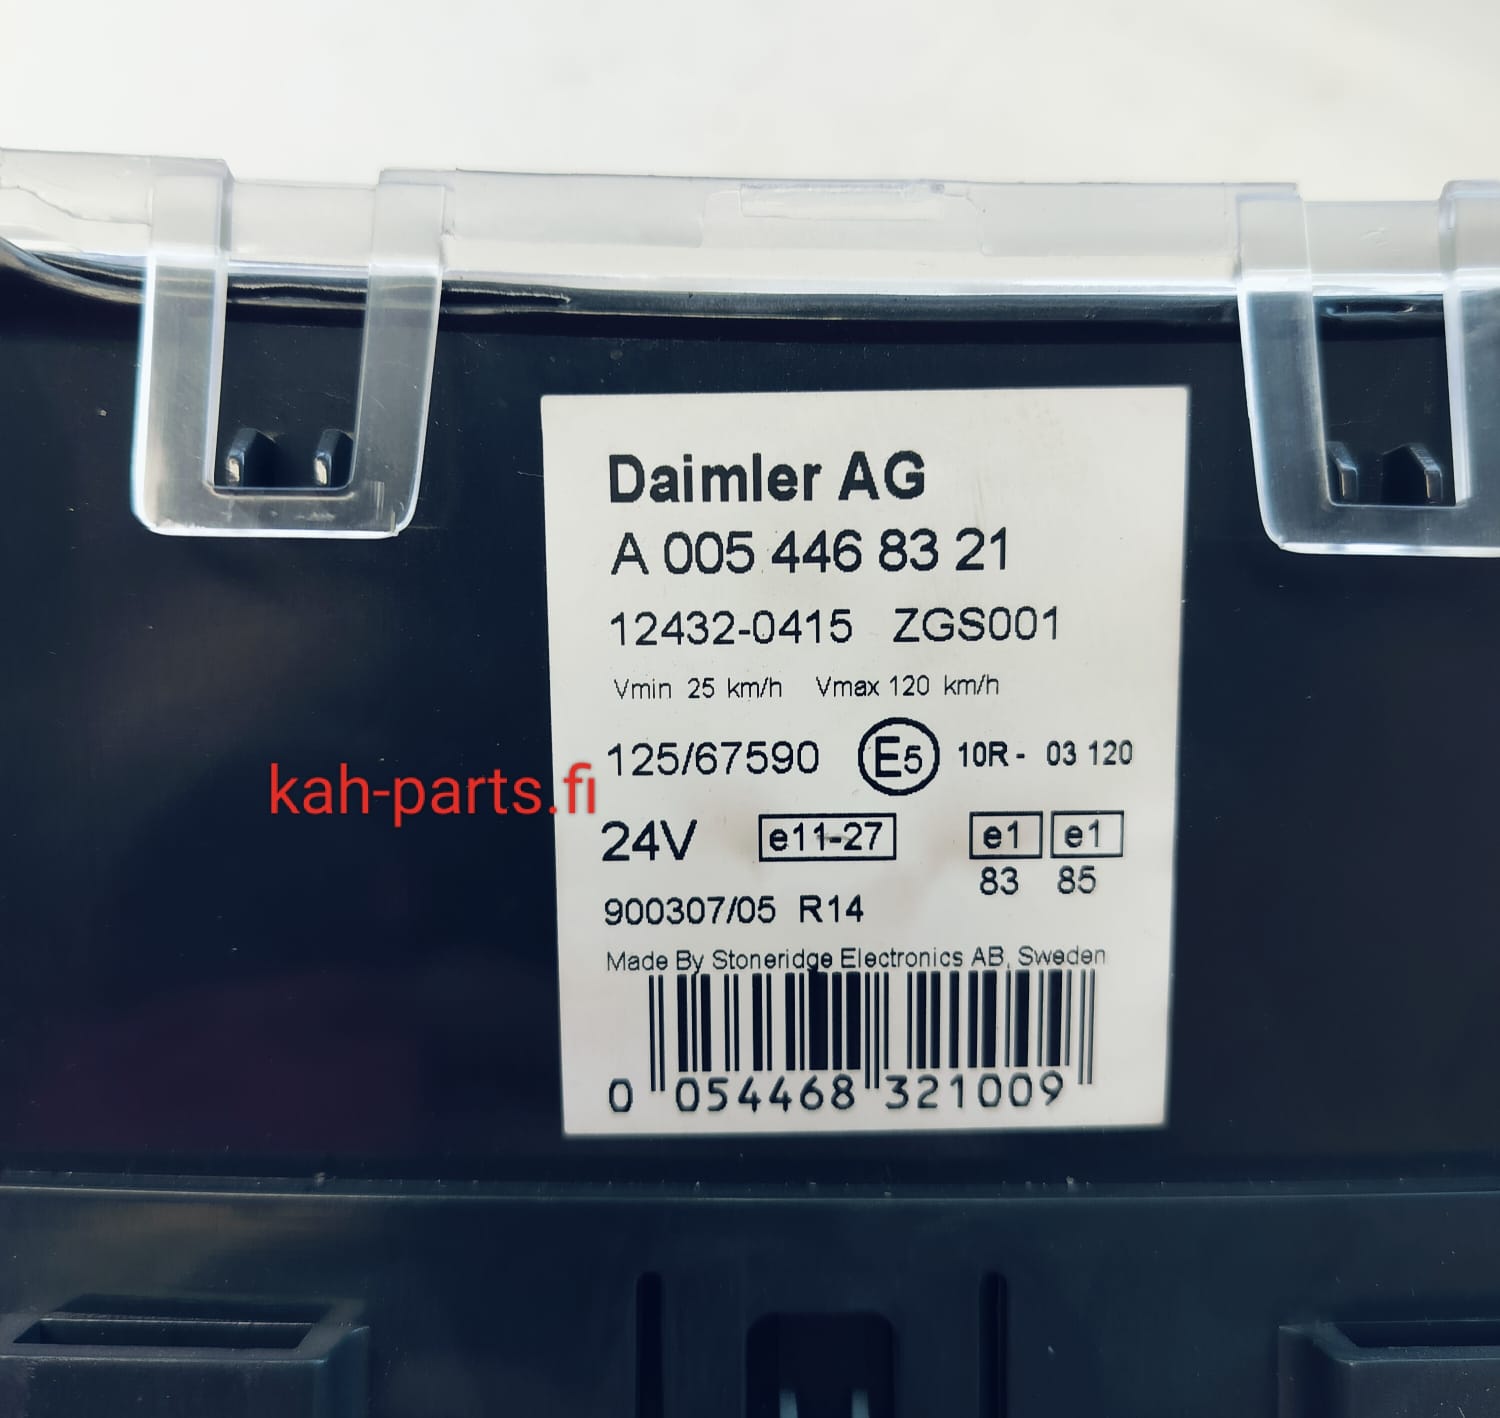 Daimler AG
A 005 446 83 21
12432-0415 ZGS001
Vmin 25 km/h Vmax 120 km/h
125/67590 E5 10R - 03 120
kah-parts.fi
24V e11-27 e1 e1
83 85
900307/05 R14
Made By Stoneridge Electronics AB, Sweden
0 054468 321009